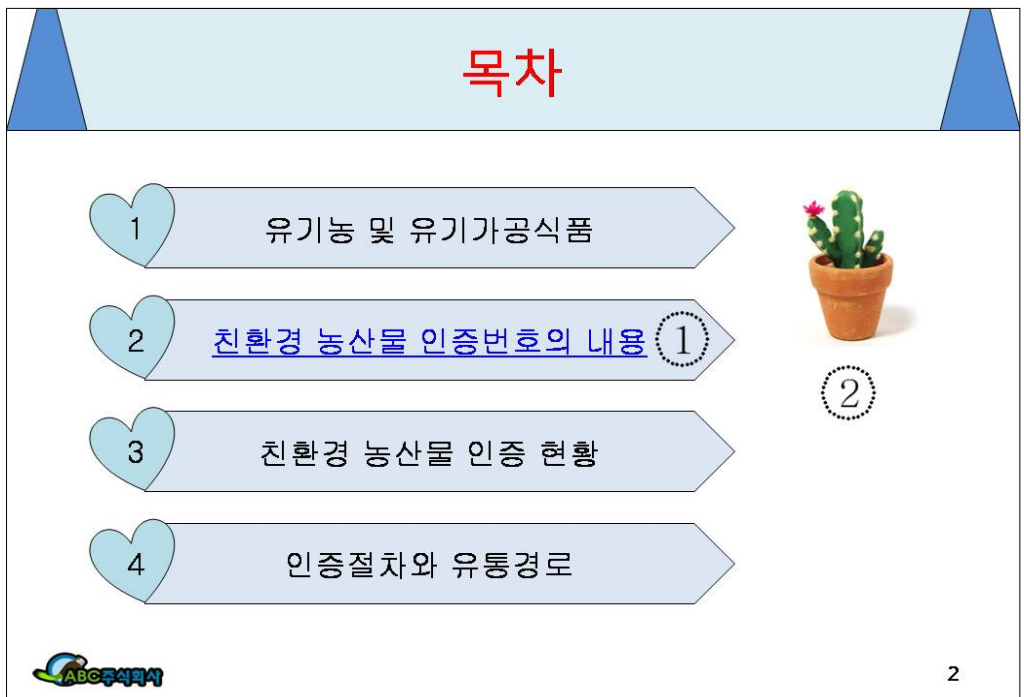 목차
1 유기농 및 유기가공식품
2 친환경 농산물 인증번호의 내용 ①
②
3 친환경 농산물 인증 현황
4 인증절차와 유통경로
ABC주식회사
2